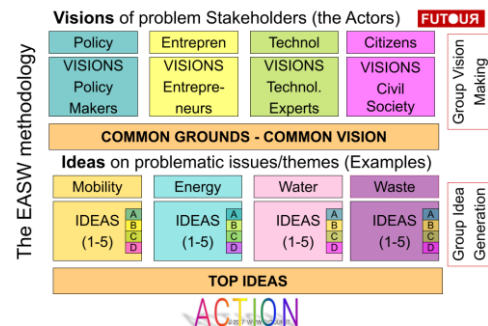 Visions of problem Stakeholders (the Actors)
FUTOUR
Policy
Entrepren
Technol
Citizens
VISIONS
Policy
Makers
VISIONS
Entrepre-
neurs
VISIONS
Technol.
Experts
VISIONS
Civil
Society
Group Vision
Making
COMMON GROUNDS - COMMON VISION
The EASW methodology
Ideas on problematic issues/themes (Examples)
Mobility
Energy
Water
Waste
IDEAS
(1-5)
A
B
C
D
IDEAS
(1-5)
A
B
C
D
IDEAS
(1-5)
A
B
C
D
IDEAS
(1-5)
A
B
C
D
Group Idea
Generation
TOP IDEAS
ACTION